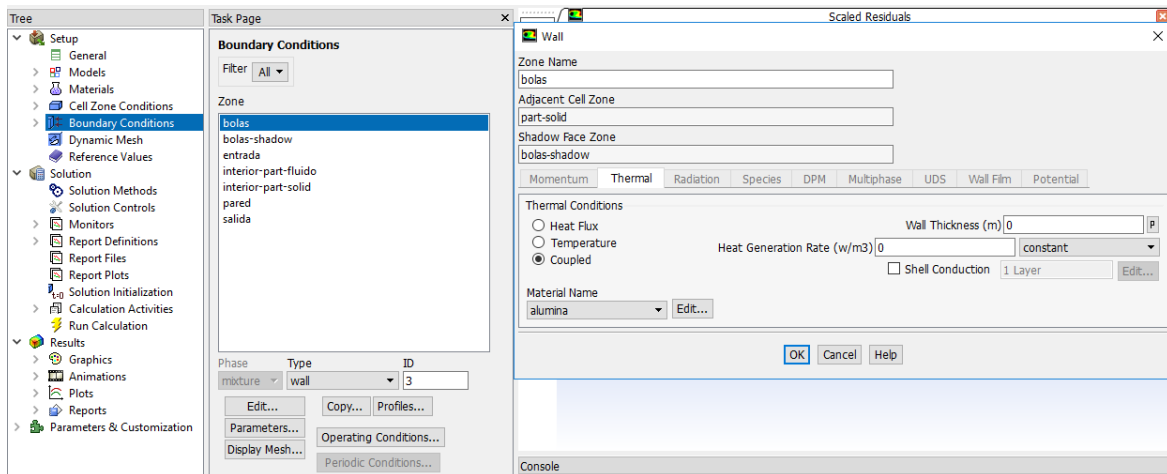 Tree
Setup
General
Models
Materials
Cell Zone Conditions
Boundary Conditions
Dynamic Mesh
Reference Values
Solution
Solution Methods
Solution Controls
Monitors
Report Definitions
Report Files
Report Plots
t=0 Solution Initialization
Calculation Activities
Run Calculation
Results
Graphics
Animations
Plots
Reports
Parameters & Customization
Task Page
Boundary Conditions
Filter All
Zone
bolas
bolas-shadow
entrada
interior-part-fluido
interior-part-solid
pared
salida
Phase Type ID
mixture wall 3
Edit... Copy... Profiles...
Parameters... Operating Conditions...
Display Mesh...
Periodic Conditions...
Scaled Residuals
Wall
Zone Name
bolas
Adjacent Cell Zone
part-solid
Shadow Face Zone
bolas-shadow
Momentum Thermal Radiation Species DPM Multiphase UDS Wall Film Potential
Thermal Conditions
Heat Flux
Temperature
Coupled
Wall Thickness (m) 0 P
Heat Generation Rate (w/m3) 0 constant
Shell Conduction 1 Layer Edit...
Material Name
alumina Edit...
OK Cancel Help
Console